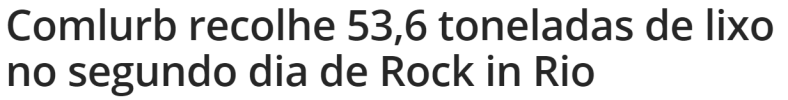 Comlurb recolhe 53,6 toneladas de lixo
no segundo dia de Rock in Rio